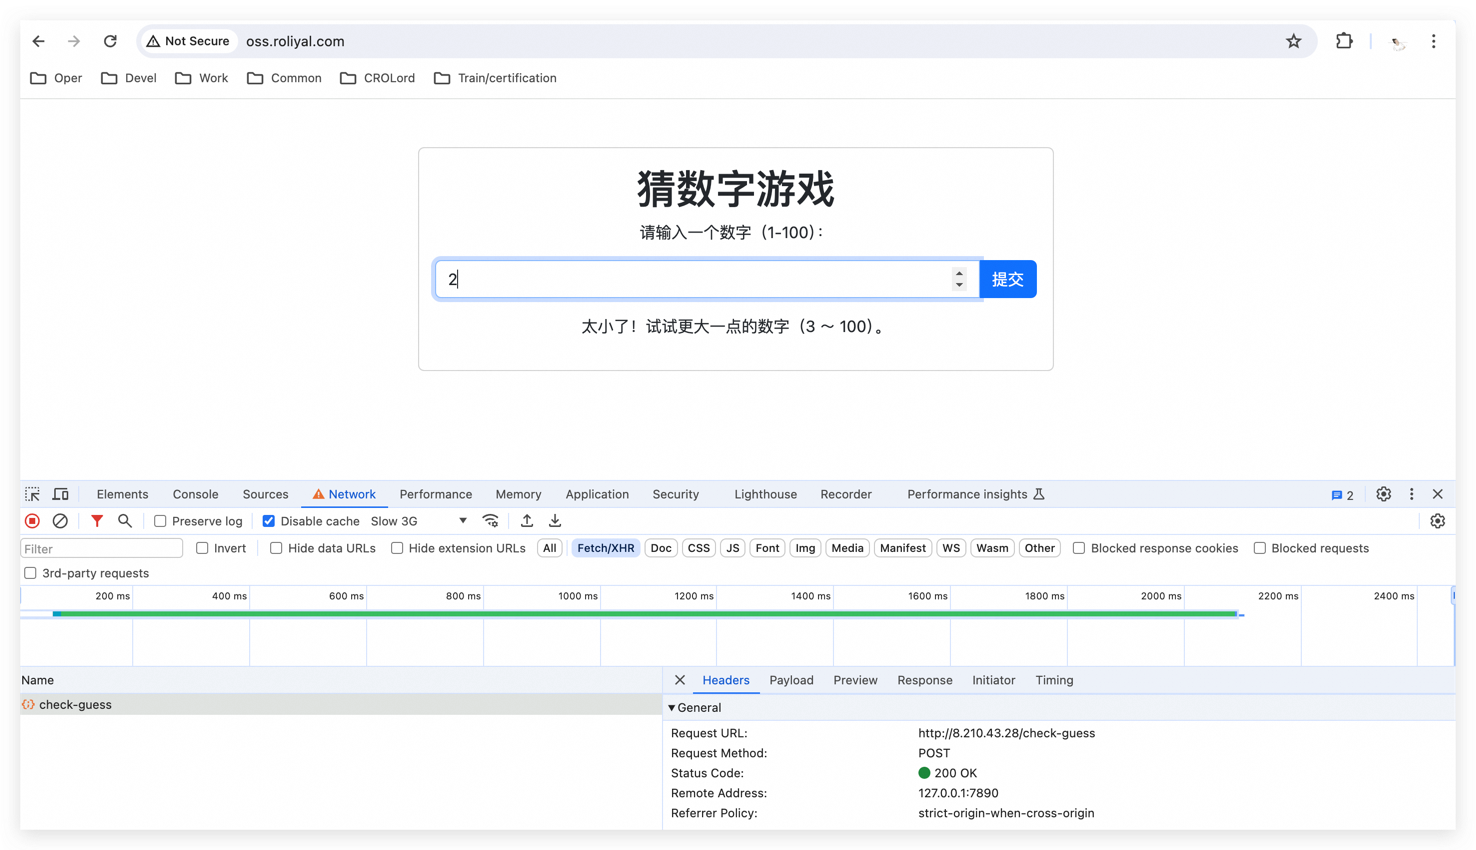 Not Secure oss.roliyal.com
Oper Devel Work Common CROLord Train/certification
猜数字游戏
请输入一个数字（1-100）：
2 提交
太小了！试试更大一点的数字（3 ～ 100）。
Elements Console Sources Network Performance Memory Application Security Lighthouse Recorder Performance insights 2
Preserve log Disable cache Slow 3G
Filter Invert Hide data URLs Hide extension URLs All Fetch/XHR Doc CSS JS Font Img Media Manifest WS Wasm Other Blocked response cookies Blocked requests
3rd-party requests
200 ms 400 ms 600 ms 800 ms 1000 ms 1200 ms 1400 ms 1600 ms 1800 ms 2000 ms 2200 ms 2400 ms
Name Headers Payload Preview Response Initiator Timing
check-guess General
Request URL: http://8.210.43.28/check-guess
Request Method: POST
Status Code: 200 OK
Remote Address: 127.0.0.1:7890
Referrer Policy: strict-origin-when-cross-origin